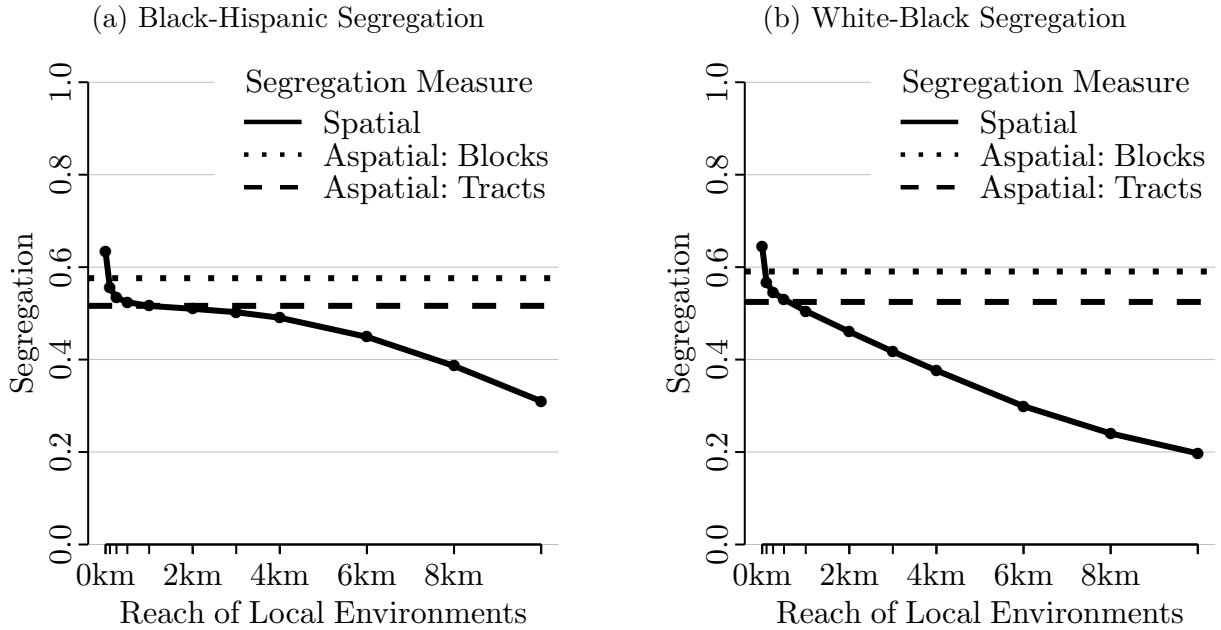 (a) Black-Hispanic Segregation
Segregation Measure
Spatial
Aspatial: Blocks
Aspatial: Tracts
Segregation
1.0
0.8
0.6
0.4
0.2
0.0
0km 2km 4km 6km 8km
Reach of Local Environments
(b) White-Black Segregation
Segregation Measure
Spatial
Aspatial: Blocks
Aspatial: Tracts
Segregation
1.0
0.8
0.6
0.4
0.2
0.0
0km 2km 4km 6km 8km
Reach of Local Environments